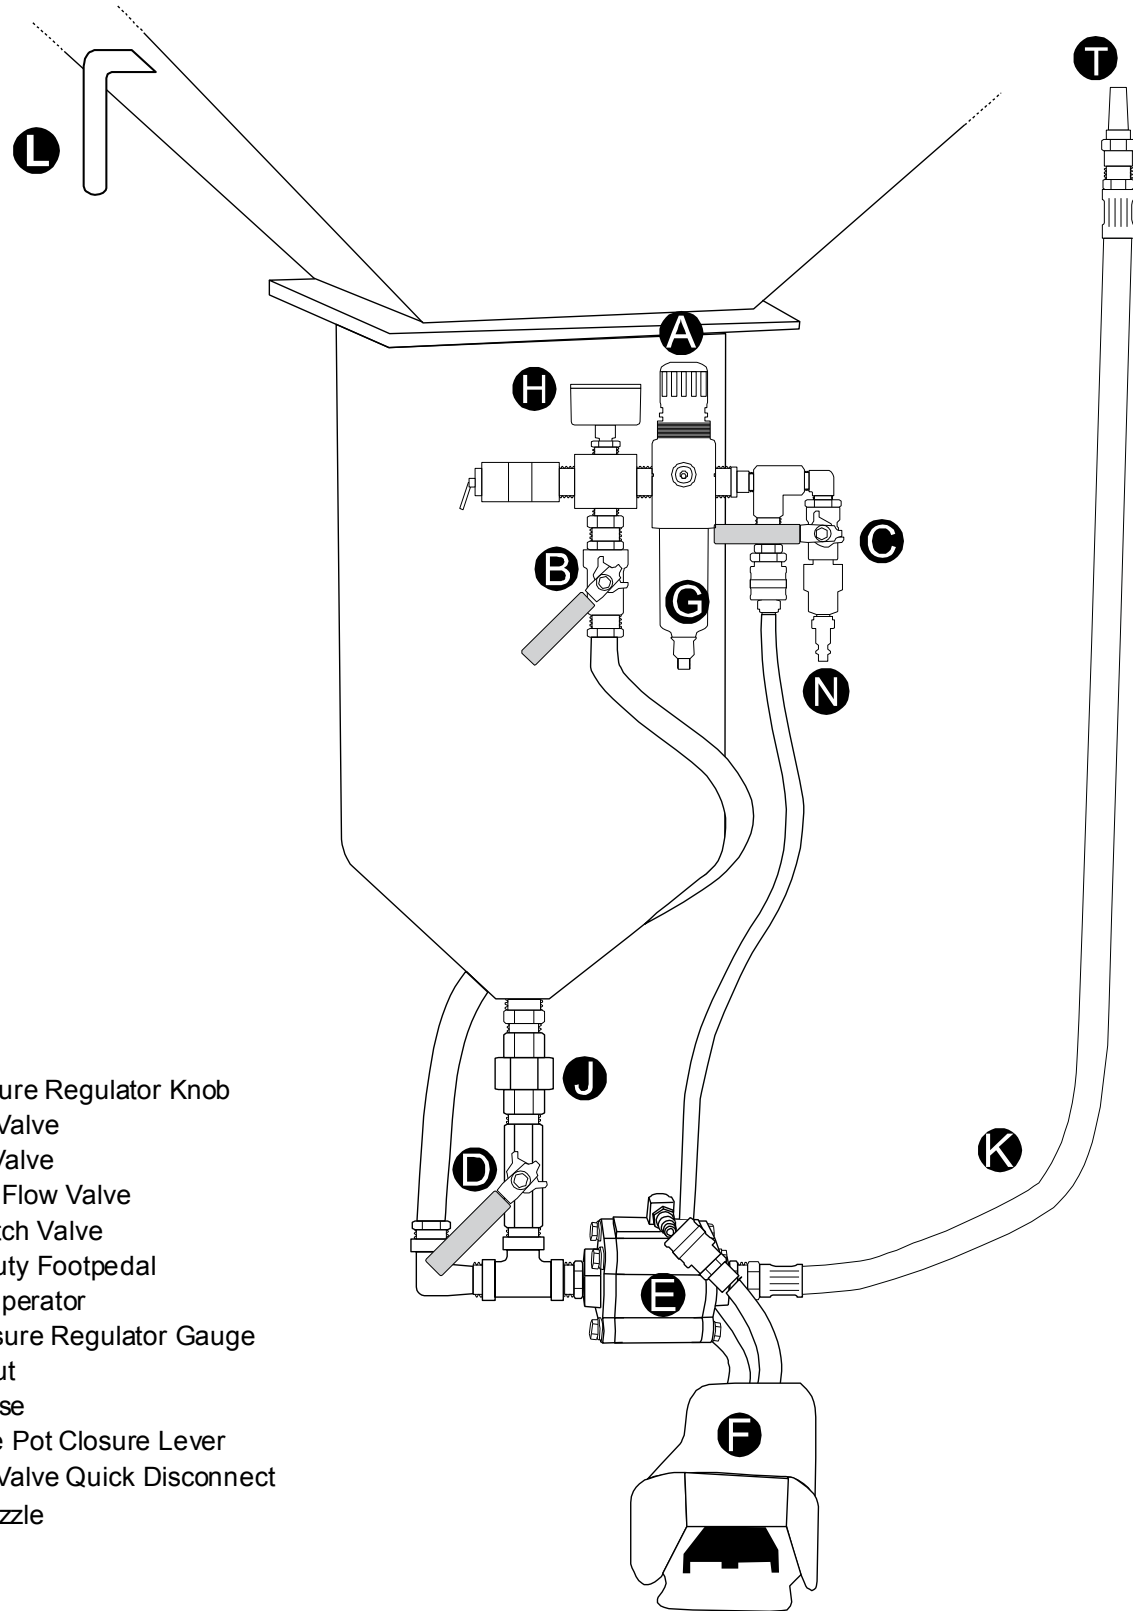 T
L
A
H
B
C
G
N
J
K
D
E
F
ure Regulator Knob
Valve
Valve
Flow Valve
tch Valve
uty Footpedal
perator
sure Regulator Gauge
ut
se
e Pot Closure Lever
Valve Quick Disconnect
zzle